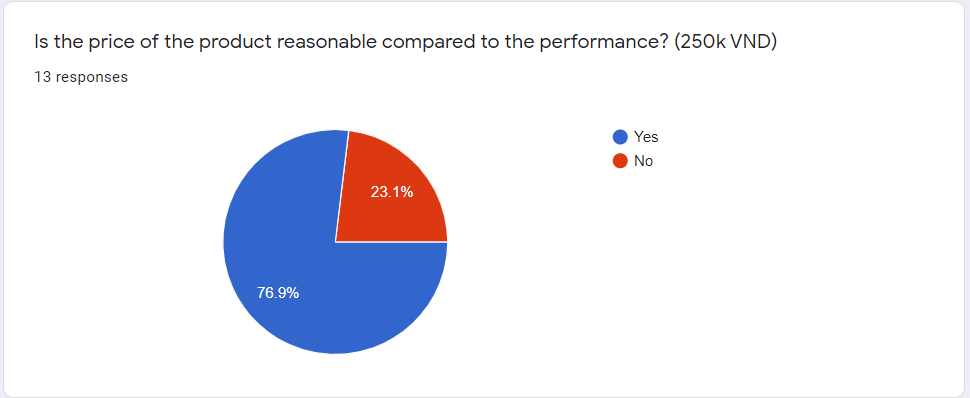 Is the price of the product reasonable compared to the performance? (250k VND)
13 responses
Yes
No
23.1%
76.9%